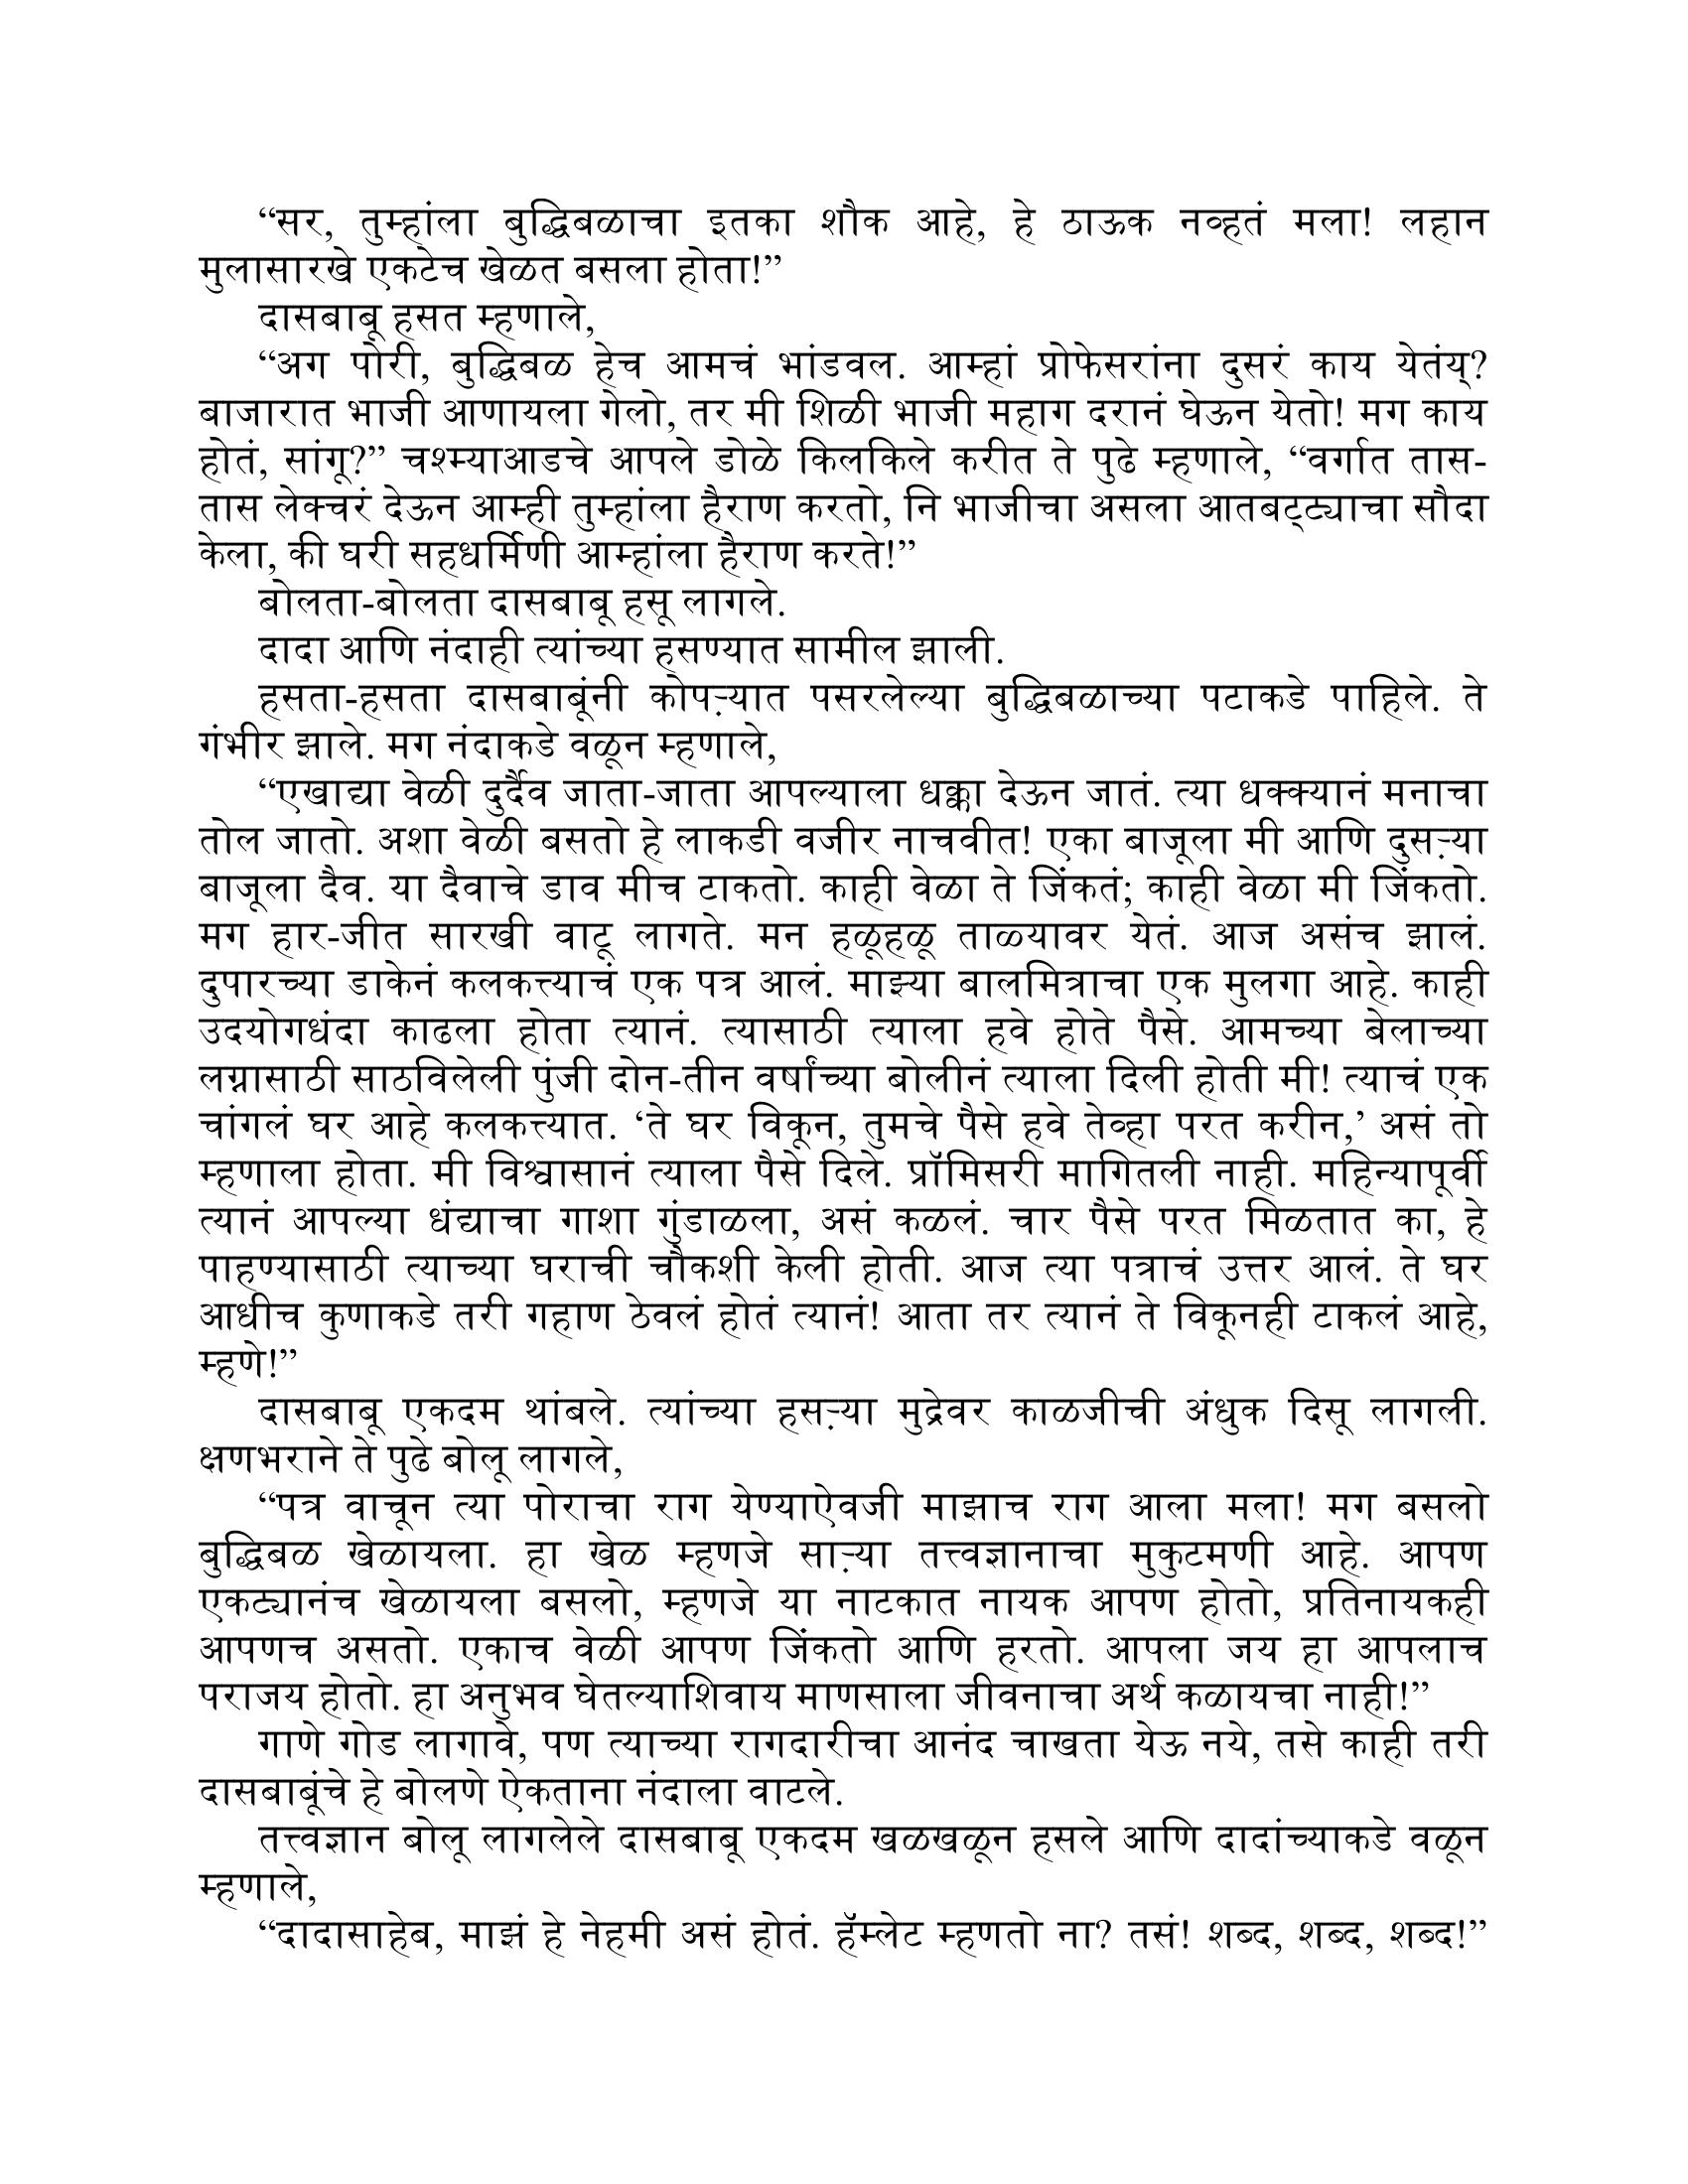 “सर, तुम्हांला बुद्धिबळाचा इतका शौक आहे, हे ठाऊक नव्हतं मला! लहान
मुलासारखे एकटेच खेळत बसला होता!”
दासबाबू हसत म्हणाले,
“अग पोरी, बुद्धिबळ हेच आमचं भांडवल. आम्हां प्रोफेसरांना दुसरं काय येतंय्?
बाजारात भाजी आणायला गेलो, तर मी शिळी भाजी महाग दरानं घेऊन येतो! मग काय
होतं, सांगू?” चश्म्याआडचे आपले डोळे किलकिले करीत ते पुढे म्हणाले, “वर्गात तास-
तास लेक्चरं देऊन आम्ही तुम्हांला हैराण करतो, नि भाजीचा असला आतबट्ट्याचा सौदा
केला, की घरी सहधर्मिणी आम्हांला हैराण करते!”
बोलता-बोलता दासबाबू हसू लागले.
दादा आणि नंदाही त्यांच्या हसण्यात सामील झाली.
हसता-हसता दासबाबूंनी कोपऱ्यात पसरलेल्या बुद्धिबळाच्या पटाकडे पाहिले. ते
गंभीर झाले. मग नंदाकडे वळून म्हणाले,
“एखाद्या वेळी दुर्दैव जाता-जाता आपल्याला धक्का देऊन जातं. त्या धक्क्यानं मनाचा
तोल जातो. अशा वेळी बसतो हे लाकडी वजीर नाचवीत! एका बाजूला मी आणि दुसऱ्या
बाजूला दैव. या दैवाचे डाव मीच टाकतो. काही वेळा ते जिंकतं; काही वेळा मी जिंकतो.
मग हार-जीत सारखी वाटू लागते. मन हळूहळू ताळ्यावर येतं. आज असंच झालं.
दुपारच्या डाकेनं कलकत्त्याचं एक पत्र आलं. माझ्या बालमित्राचा एक मुलगा आहे. काही
उदयोगधंदा काढला होता त्यानं. त्यासाठी त्याला हवे होते पैसे. आमच्या बेलाच्या
लग्नासाठी साठविलेली पुंजी दोन-तीन वर्षांच्या बोलीनं त्याला दिली होती मी! त्याचं एक
चांगलं घर आहे कलकत्त्यात. ‘ते घर विकून, तुमचे पैसे हवे तेव्हा परत करीन,’ असं तो
म्हणाला होता. मी विश्वासानं त्याला पैसे दिले. प्रॉमिसरी मागितली नाही. महिन्यापूर्वी
त्यानं आपल्या धंद्याचा गाशा गुंडाळला, असं कळलं. चार पैसे परत मिळतात का, हे
पाहण्यासाठी त्याच्या घराची चौकशी केली होती. आज त्या पत्राचं उत्तर आलं. ते घर
आधीच कुणाकडे तरी गहाण ठेवलं होतं त्यानं! आता तर त्यानं ते विकूनही टाकलं आहे,
म्हणे!”
दासबाबू एकदम थांबले. त्यांच्या हसऱ्या मुद्रेवर काळजीची अंधुक दिसू लागली.
क्षणभराने ते पुढे बोलू लागले,
“पत्र वाचून त्या पोराचा राग येण्याऐवजी माझाच राग आला मला! मग बसलो
बुद्धिबळ खेळायला. हा खेळ म्हणजे साऱ्या तत्त्वज्ञानाचा मुकुटमणी आहे. आपण
एकट्यानंच खेळायला बसलो, म्हणजे या नाटकात नायक आपण होतो, प्रतिनायकही
आपणच असतो. एकाच वेळी आपण जिंकतो आणि हरतो. आपला जय हा आपलाच
पराजय होतो. हा अनुभव घेतल्याशिवाय माणसाला जीवनाचा अर्थ कळायचा नाही!”
गाणे गोड लागावे, पण त्याच्या रागदारीचा आनंद चाखता येऊ नये, तसे काही तरी
दासबाबूंचे हे बोलणे ऐकताना नंदाला वाटले.
तत्त्वज्ञान बोलू लागलेले दासबाबू एकदम खळखळून हसले आणि दादांच्याकडे वळून
म्हणाले,
“दादासाहेब, माझं हे नेहमी असं होतं. हॅम्लेट म्हणतो ना? तसं! शब्द, शब्द, शब्द!”